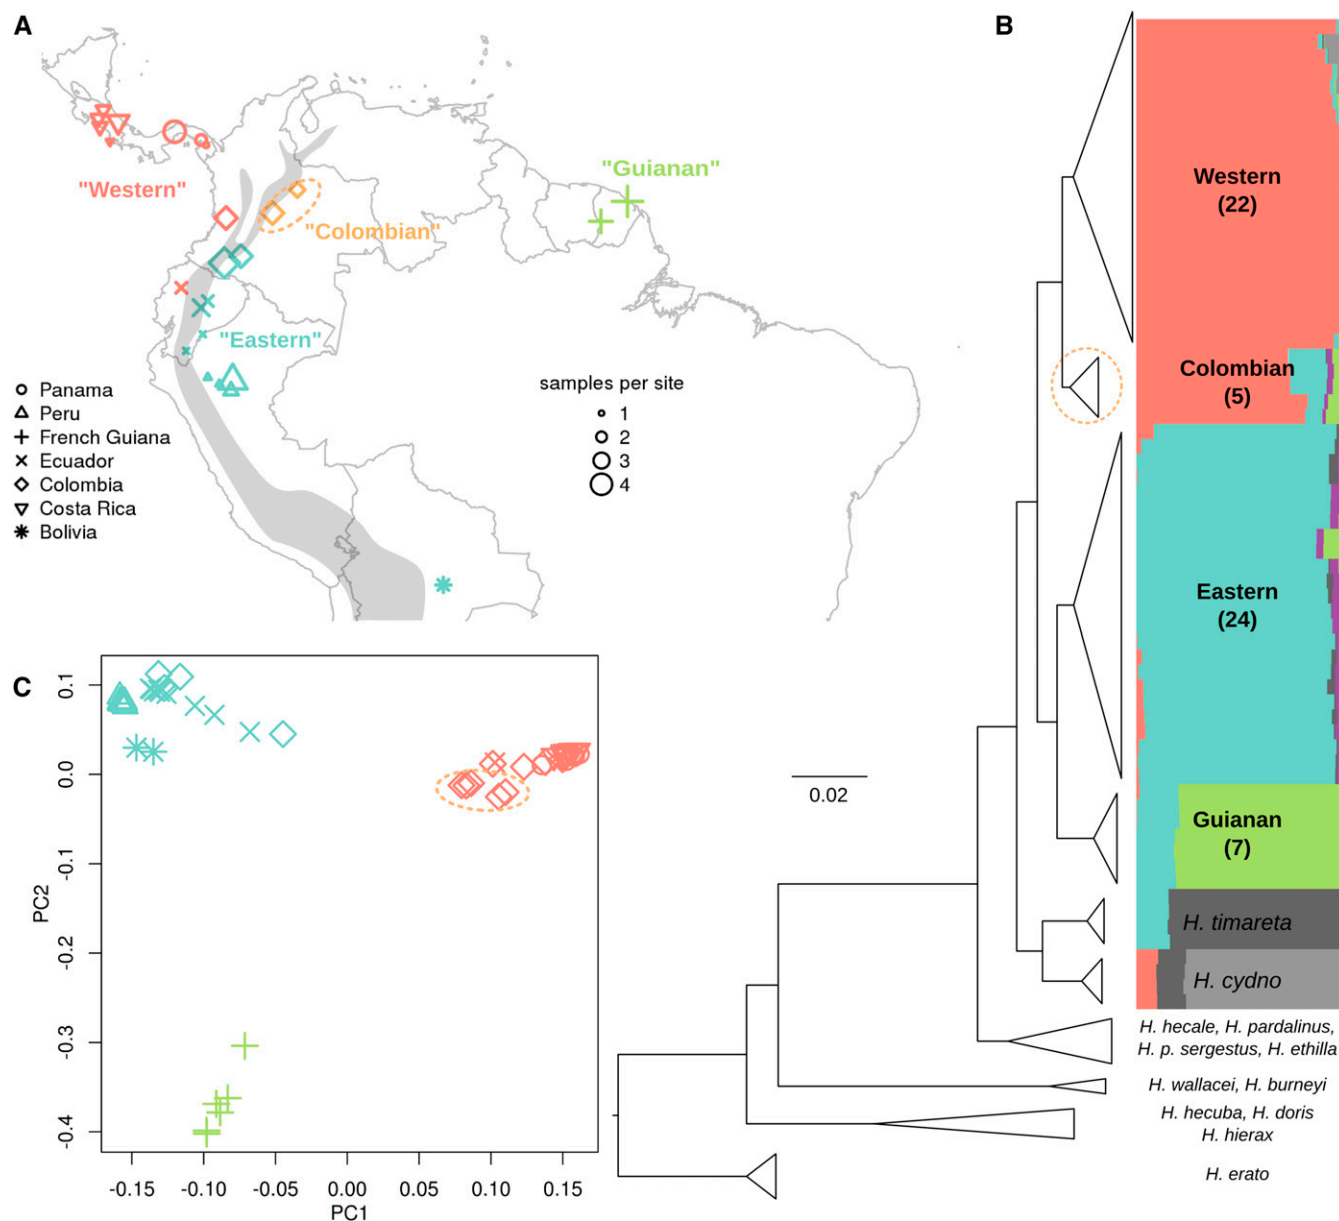 A
"Western"
"Colombian"
"Guianan"
"Eastern"
Panama
Peru
French Guiana
Ecuador
Colombia
Costa Rica
Bolivia
samples per site
1
2
3
4
B
Western
(22)
Colombian
(5)
Eastern
(24)
Guianan
(7)
H. timareta
H. cydno
H. hecale, H. pardalinus,
H. p. sergestus, H. ethilla
H. wallacei, H. burneyi
H. hecuba, H. doris
H. hierax
H. erato
0.02
C
PC2
0.1
0.0
-0.1
-0.2
-0.3
-0.4
-0.15 -0.10 -0.05 0.00 0.05 0.10 0.15
PC1